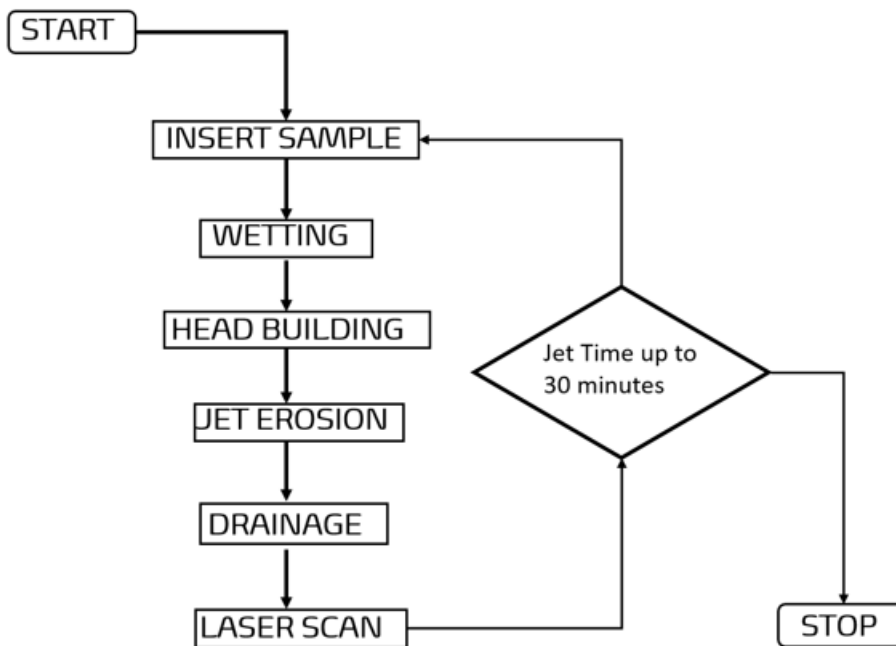 START
INSERT SAMPLE
WETTING
HEAD BUILDING
JET EROSION
DRAINAGE
LASER SCAN
Jet Time up to
30 minutes
STOP